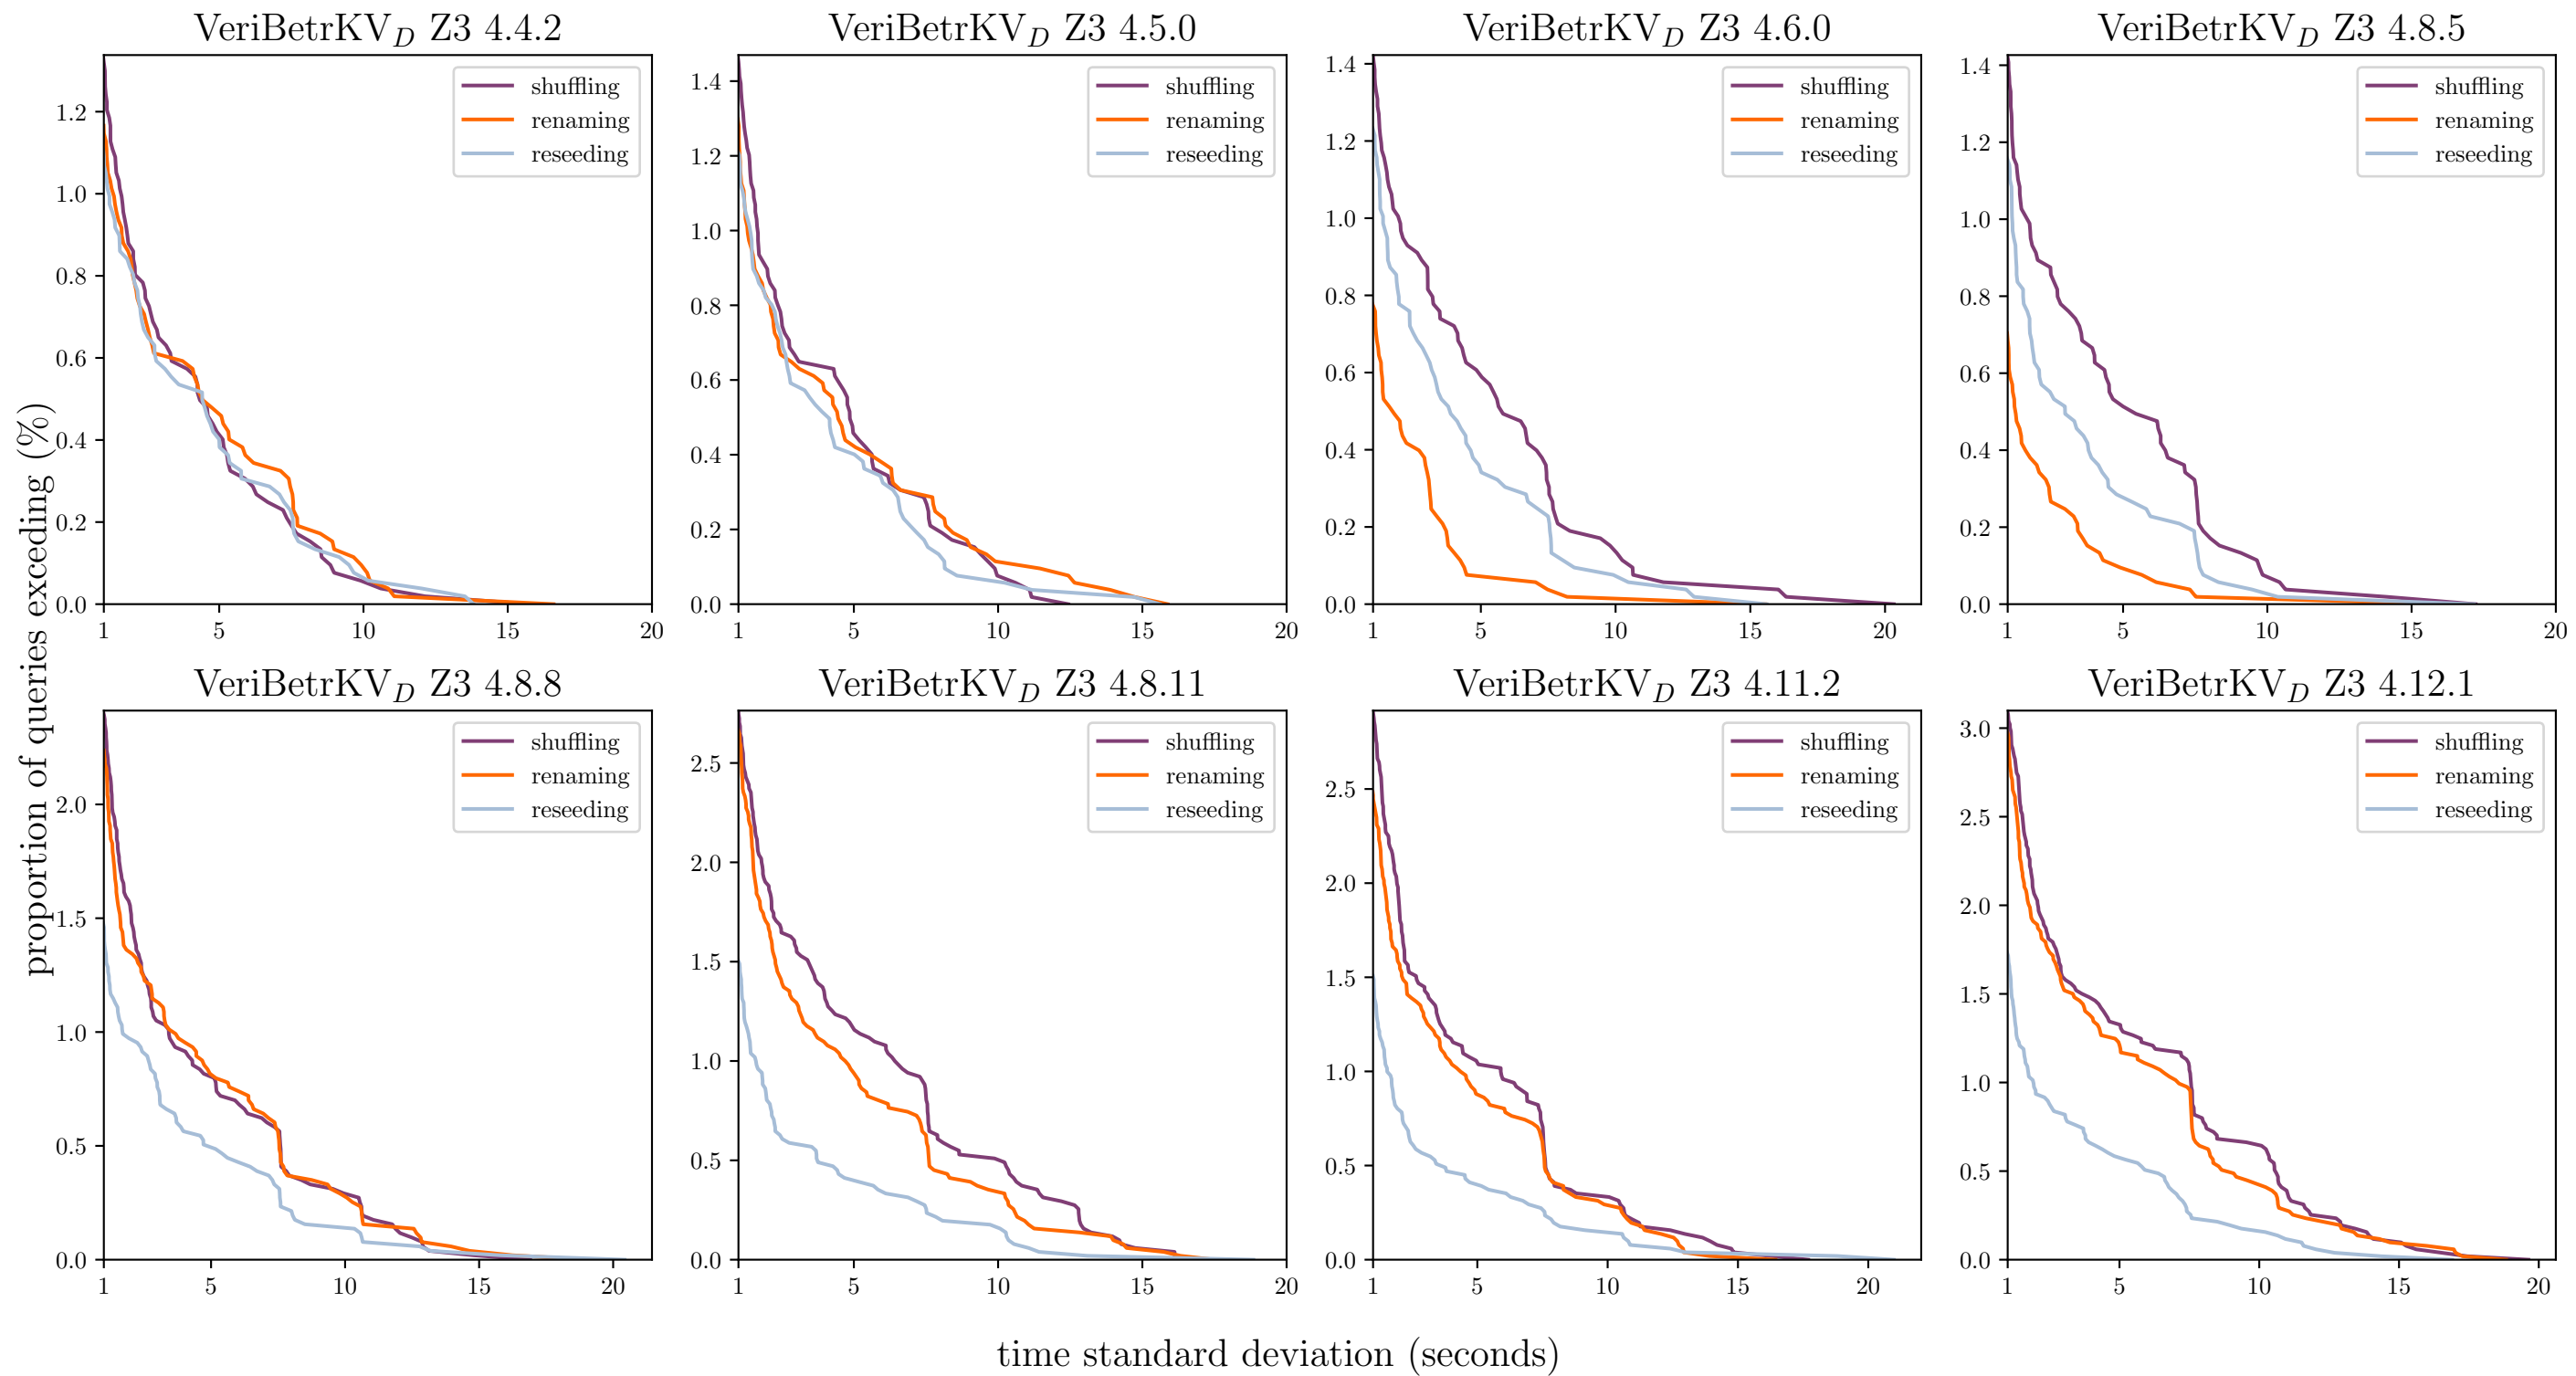 proportion of queries exceding (%)
VeriBetrKV_D Z3 4.4.2
1.2
1.0
0.8
0.6
0.4
0.2
0.0
1 5 10 15 20
shuffling
renaming
reseeding
VeriBetrKV_D Z3 4.5.0
1.4
1.2
1.0
0.8
0.6
0.4
0.2
0.0
1 5 10 15 20
shuffling
renaming
reseeding
VeriBetrKV_D Z3 4.6.0
1.4
1.2
1.0
0.8
0.6
0.4
0.2
0.0
1 5 10 15 20
shuffling
renaming
reseeding
VeriBetrKV_D Z3 4.8.5
1.4
1.2
1.0
0.8
0.6
0.4
0.2
0.0
1 5 10 15 20
shuffling
renaming
reseeding
VeriBetrKV_D Z3 4.8.8
2.0
1.5
1.0
0.5
0.0
1 5 10 15 20
shuffling
renaming
reseeding
VeriBetrKV_D Z3 4.8.11
2.5
2.0
1.5
1.0
0.5
0.0
1 5 10 15 20
shuffling
renaming
reseeding
VeriBetrKV_D Z3 4.11.2
2.5
2.0
1.5
1.0
0.5
0.0
1 5 10 15 20
shuffling
renaming
reseeding
VeriBetrKV_D Z3 4.12.1
3.0
2.5
2.0
1.5
1.0
0.5
0.0
1 5 10 15 20
shuffling
renaming
reseeding
time standard deviation (seconds)